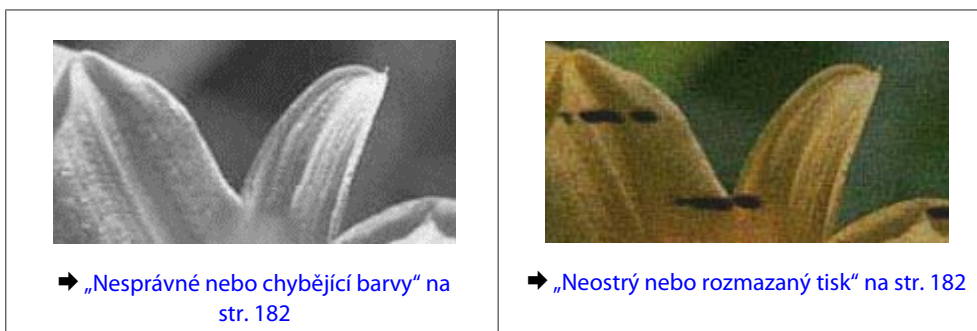 ➡ „Nesprávné nebo chybějící barvy“ na
str. 182
➡ „Neostrý nebo rozmazaný tisk“ na str. 182